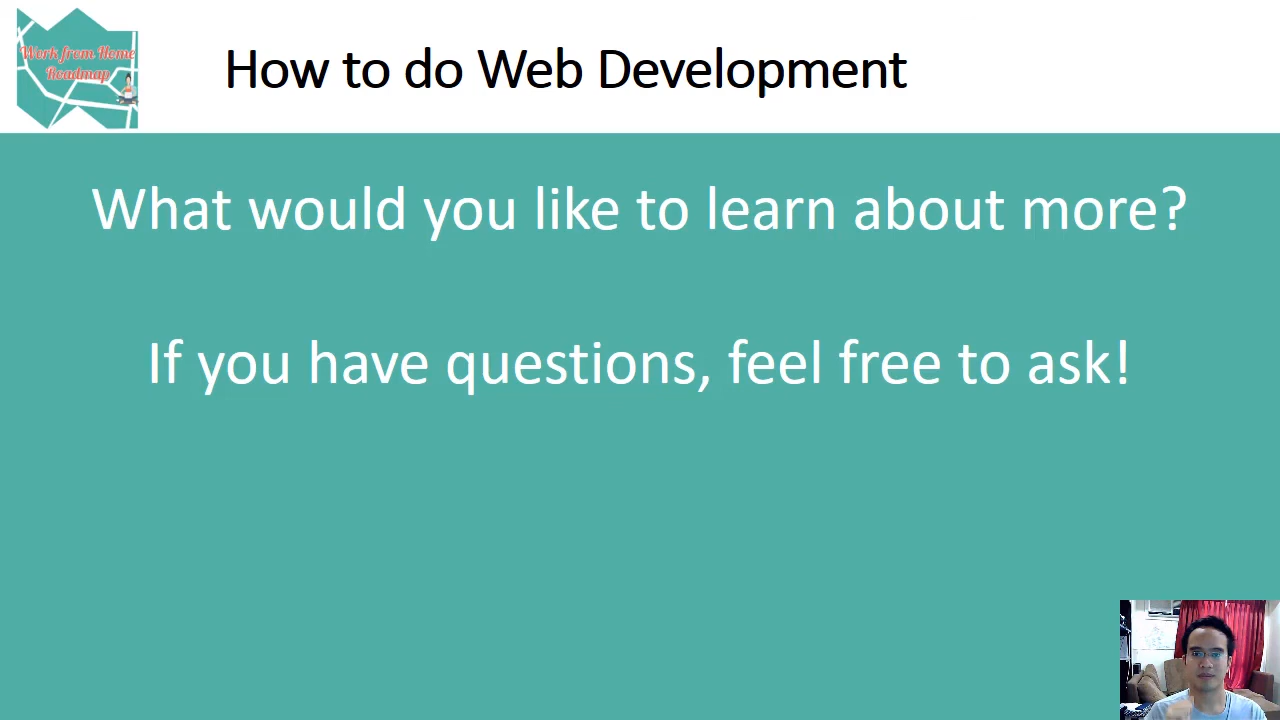 Work from Home
Roadmap
How to do Web Development
What would you like to learn about more?
If you have questions, feel free to ask!